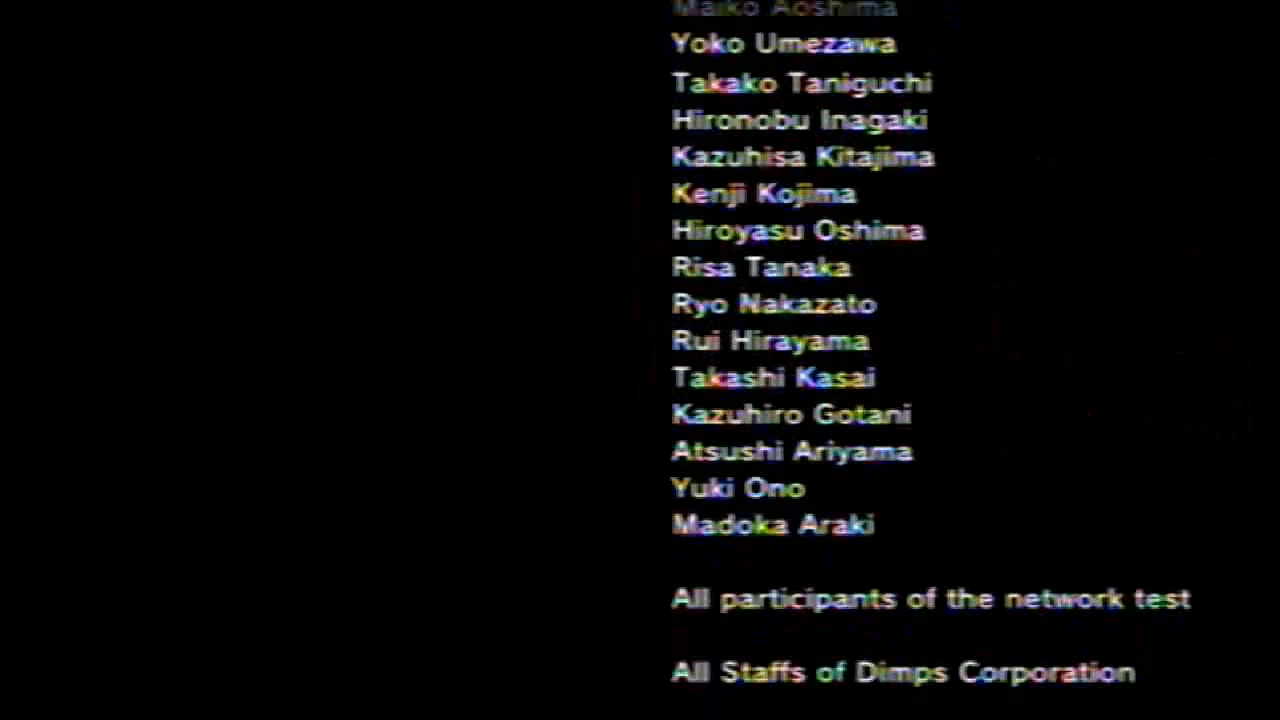 Maiko Aoshima
Yoko Umezawa
Takako Taniguchi
Hironobu Inagaki
Kazuhisa Kitajima
Kenji Kojima
Hiroyasu Oshima
Risa Tanaka
Ryo Nakazato
Rui Hirayama
Takashi Kasai
Kazuhiro Gotani
Atsushi Ariyama
Yuki Ono
Madoka Araki
All participants of the network test
All Staffs of Dimps Corporation